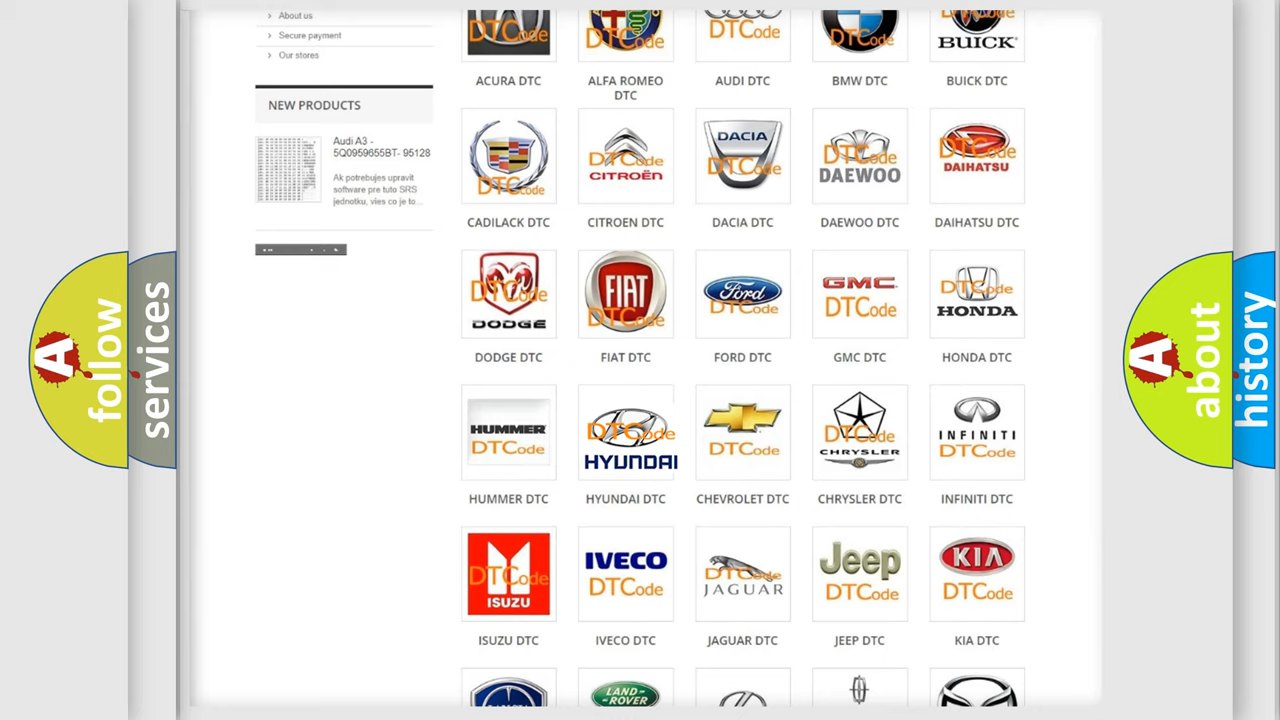 About us
Secure payment
Our stores
NEW PRODUCTS
Audi A3 -
5Q0959655BT- 95128
Ak potrebujes upravit
software pre tuto SRS
jednotku, vies co je to...
DTCode
DTCode
DTCode
DTCode
BUICK
ACURA DTC
ALFA ROMEO
DTC
AUDI DTC
BMW DTC
BUICK DTC
DTCode
DTCode
CITROËN
DACIA
DTCode
DTCode
DAEWOO
DTCode
DAIHATSU
CADILACK DTC
CITROEN DTC
DACIA DTC
DAEWOO DTC
DAIHATSU DTC
DTCode
DODGE
FIAT
DTCode
Ford
DTCode
GMC
DTCode
DTCode
HONDA
DODGE DTC
FIAT DTC
FORD DTC
GMC DTC
HONDA DTC
HUMMER
DTCode
DTCode
HYUNDAI
DTCode
DTCode
CHRYSLER
INFINITI
DTCode
HUMMER DTC
HYUNDAI DTC
CHEVROLET DTC
CHRYSLER DTC
INFINITI DTC
DTCode
ISUZU
IVECO
DTCode
DTCode
JAGUAR
Jeep
DTCode
KIA
DTCode
ISUZU DTC
IVECO DTC
JAGUAR DTC
JEEP DTC
KIA DTC
LAND-
ROVER
A
follow
services
A
about
history